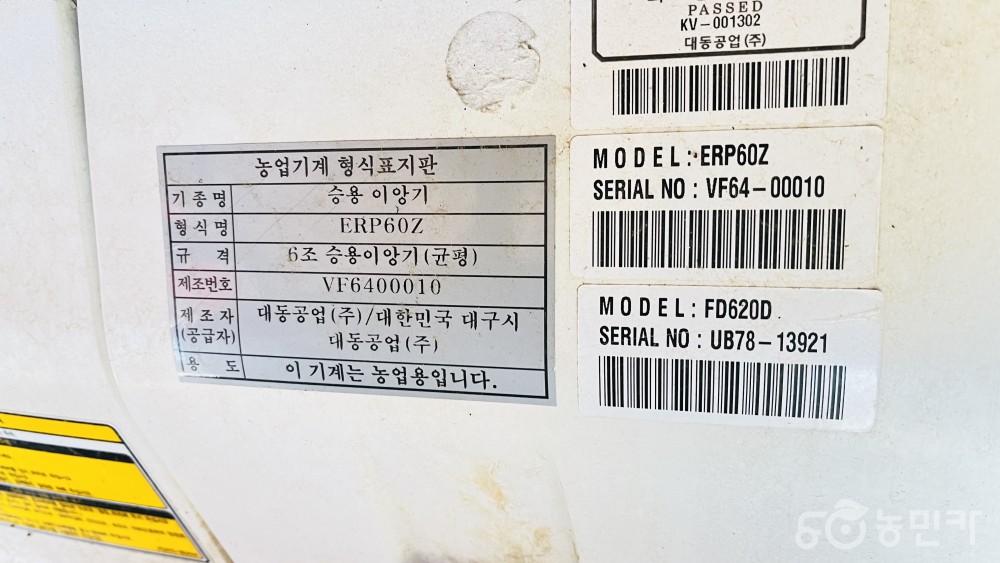 PASSED
KV-001302
대동공업(주)
농업기계 형식표지판
기종명 승용 이앙기
형식명 ERP60Z
규 격 6조 승용이앙기(균평)
제조번호 VF6400010
제조자 대동공업(주)/대한민국 대구시
(공급자) 대동공업(주)
용 도 이 기계는 농업용입니다.
MODEL : ERP60Z
SERIAL NO : VF64-00010
MODEL : FD620D
SERIAL NO : UB78-13921
농민카